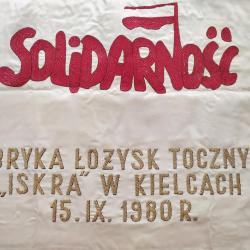 SOLIDARNOŚĆ
BRYKA ŁOŻYSK TOCZNY
„ISKRA" W KIELCACH
15. IX. 1980 R.